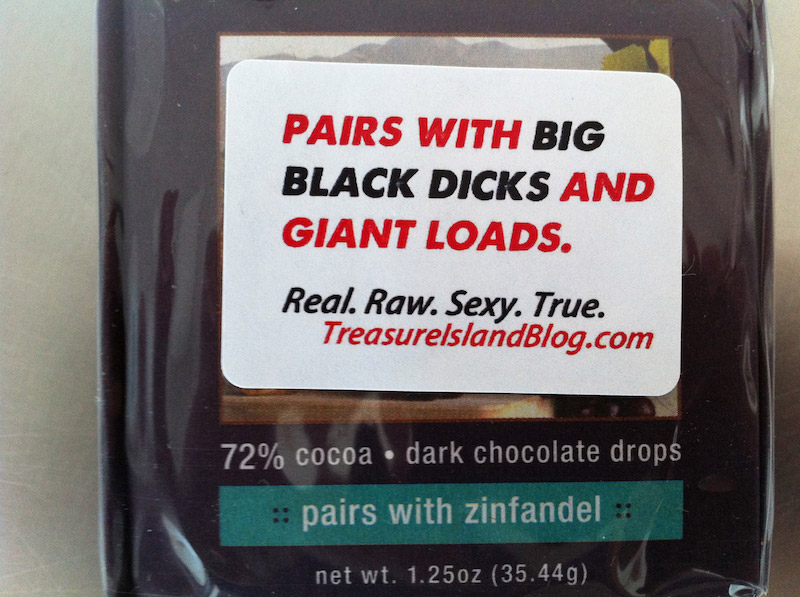 PAIRS WITH BIG
BLACK DICKS AND
GIANT LOADS.
Real. Raw. Sexy. True.
TreasureIslandBlog.com
72% cocoa • dark chocolate drops
:: pairs with zinfandel ::
net wt. 1.25oz (35.44g)